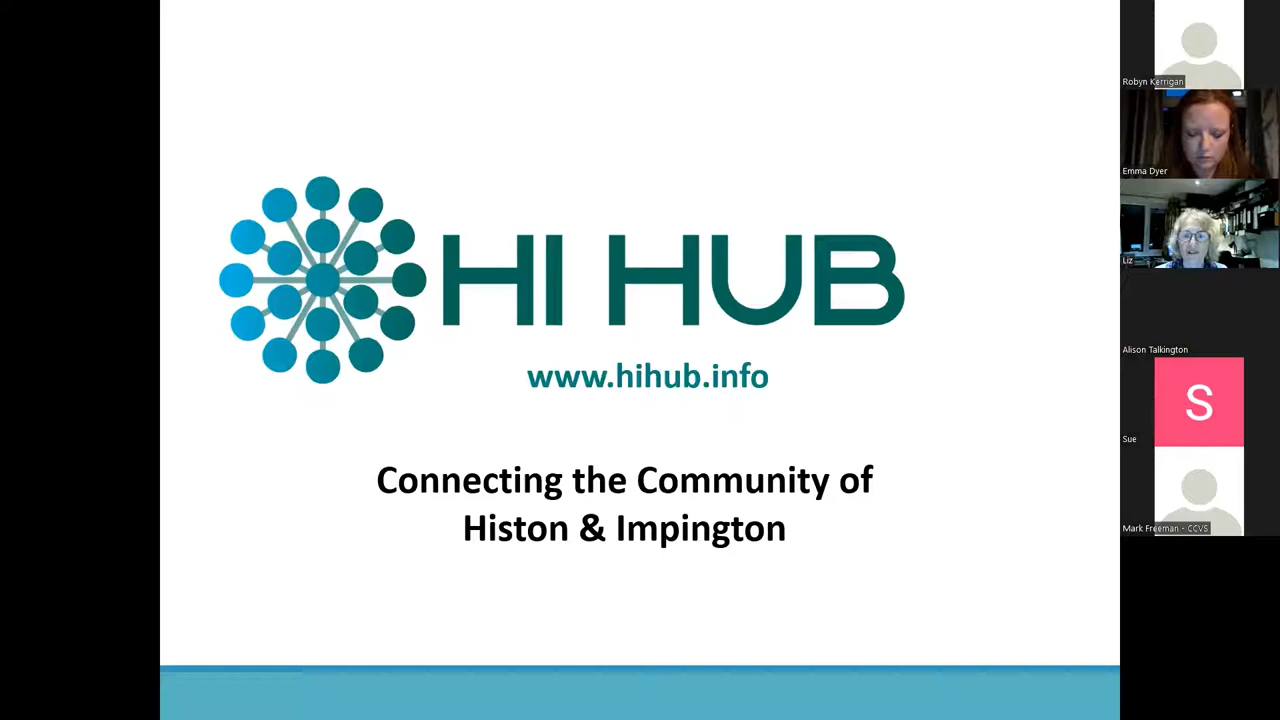 HI HUB
www.hihub.info
Connecting the Community of
Histon & Impington
Robyn Kerrigan
Emma Dyer
Liz
Alison Talkington
S
Sue
Mark Freeman - CCVS